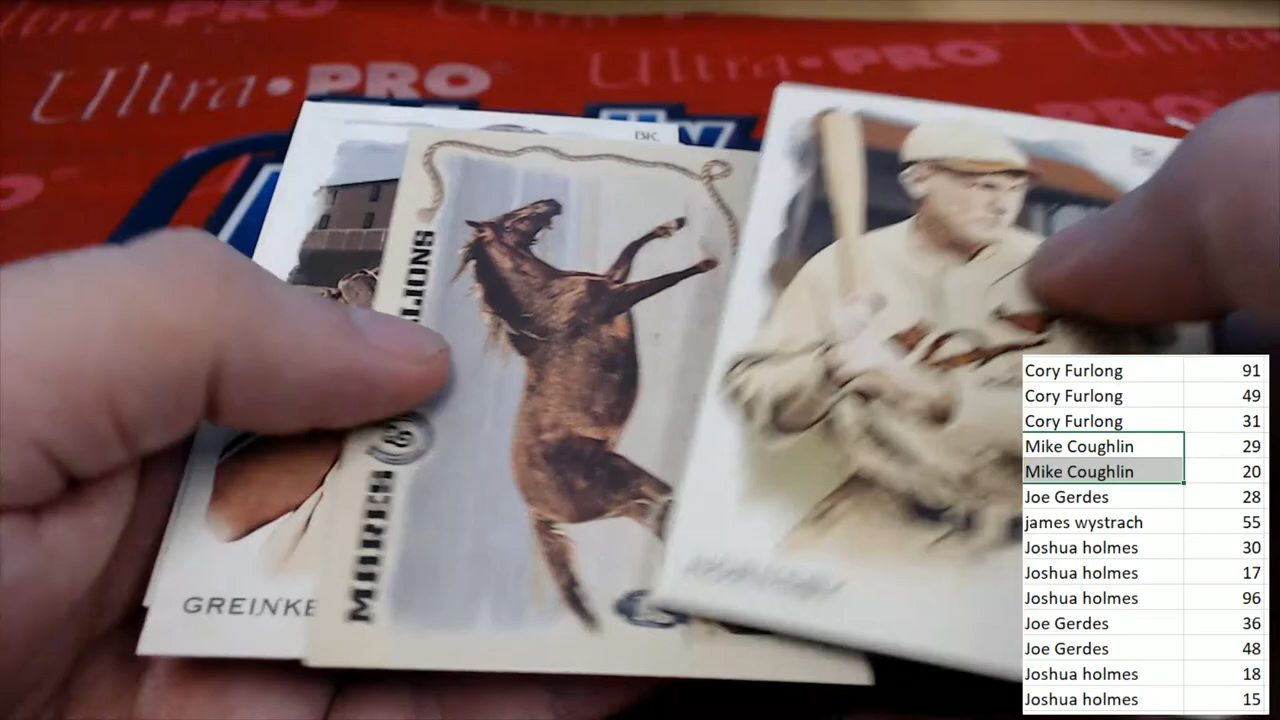 Ultra•PRO
Ultra•PRO
Ultra•PRO
BK
MARES &
GREINKE
Cory Furlong 91
Cory Furlong 49
Cory Furlong 31
Mike Coughlin 29
Mike Coughlin 20
Joe Gerdes 28
james wystrach 55
Joshua holmes 30
Joshua holmes 17
Joshua holmes 96
Joe Gerdes 36
Joe Gerdes 48
Joshua holmes 18
Joshua holmes 15